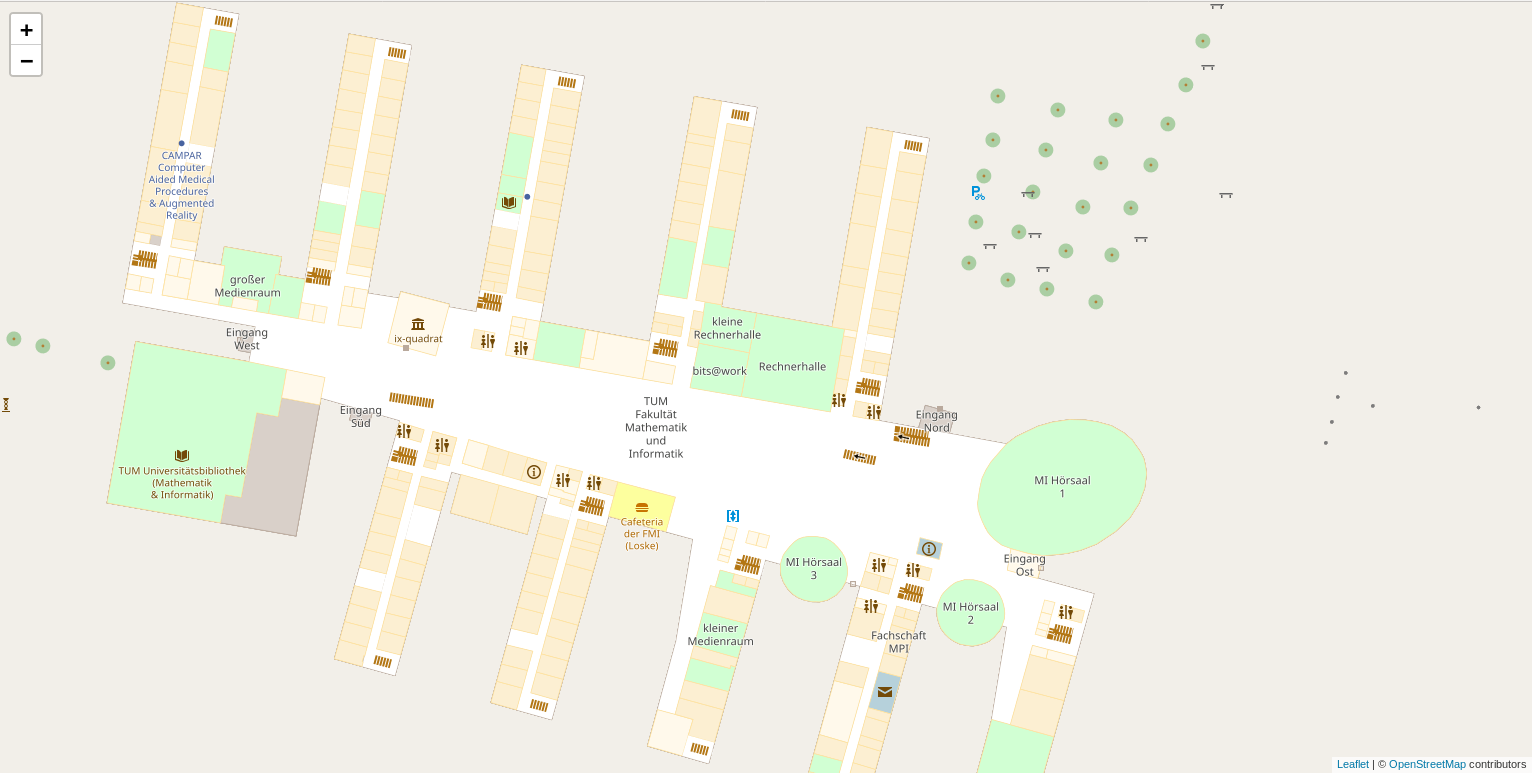 +
−
CAMPAR
Computer
Aided Medical
Procedures
& Augmented
Reality
großer
Medienraum
Eingang
West
ix-quadrat
kleine
Rechnerhalle
bits@work
Rechnerhalle
TUM
Fakultät
Mathematik
und
Informatik
Eingang
Süd
Eingang
Nord
TUM Universitätsbibliothek
(Mathematik
& Informatik)
MI Hörsaal
1
Cafeteria
der FMI
(Loske)
MI Hörsaal
3
Eingang
Ost
MI Hörsaal
2
kleiner
Medienraum
Fachschaft
MPI
Leaflet | © OpenStreetMap contributors